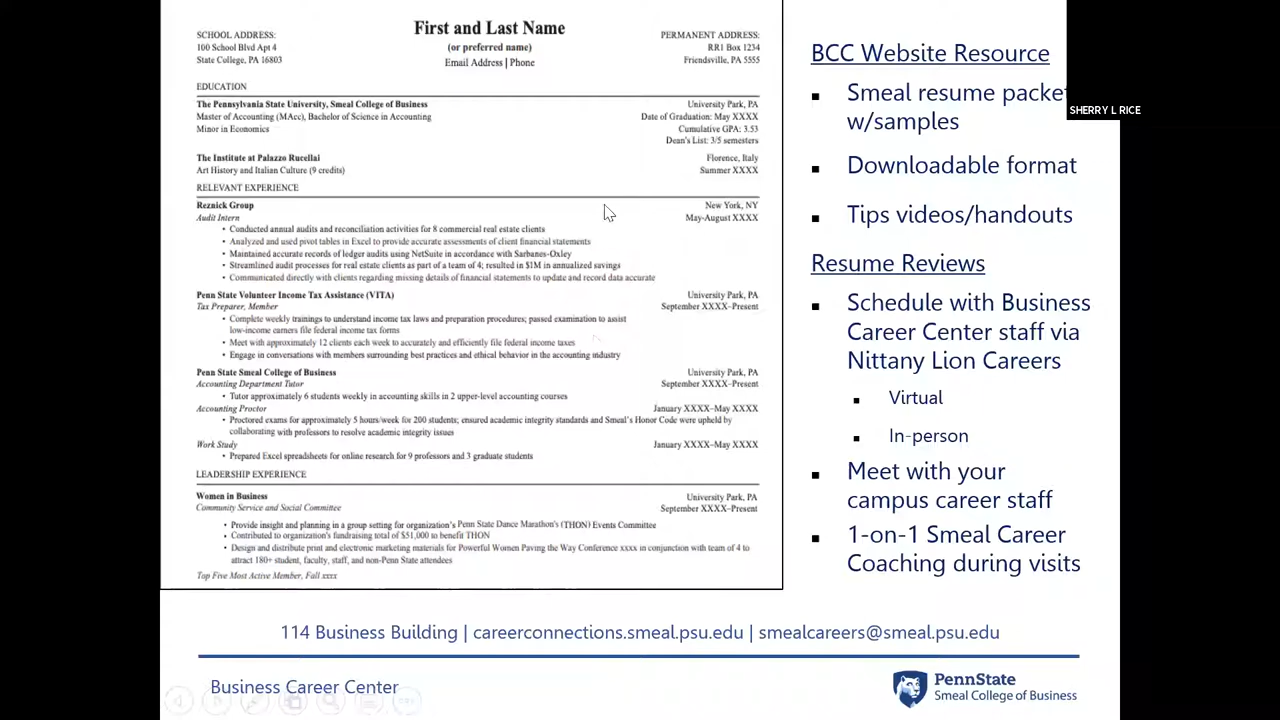 First and Last Name
(or preferred name)
Email Address | Phone
SCHOOL ADDRESS:
100 School Blvd Apt 4
State College, PA 16803
PERMANENT ADDRESS:
RR1 Box 1234
Friendsville, PA 5555
EDUCATION
The Pennsylvania State University, Smeal College of Business University Park, PA
Master of Accounting (MAcc), Bachelor of Science in Accounting Date of Graduation: May XXXX
Minor in Economics Cumulative GPA: 3.53
Dean's List: 3/5 semesters
The Institute at Palazzo Rucellai Florence, Italy
Art History and Italian Culture (9 credits) Summer XXXX
RELEVANT EXPERIENCE
Reznick Group New York, NY
Audit Intern May-August XXXX
• Conducted annual audits and reconciliation activities for 8 commercial real estate clients
• Analyzed and used pivot tables in Excel to provide accurate assessments of client financial statements
• Maintained accurate records of ledger audits using NetSuite in accordance with Sarbanes-Oxley
• Streamlined audit processes for real estate clients as part of a team of 4; resulted in $1M in annualized savings
• Communicated directly with clients regarding missing details of financial statements to update and record data accurate
Penn State Volunteer Income Tax Assistance (VITA) University Park, PA
Tax Preparer, Member September XXXX–Present
• Complete weekly trainings to understand income tax laws and preparation procedures; passed examination to assist
low-income earners file federal income tax forms
• Meet with approximately 12 clients each week to accurately and efficiently file federal income taxes
• Engage in conversations with members surrounding best practices and ethical behavior in the accounting industry
Penn State Smeal College of Business University Park, PA
Accounting Department Tutor September XXXX–Present
• Tutor approximately 6 students weekly in accounting skills in 2 upper-level accounting courses
Accounting Proctor January XXXX–May XXXX
• Proctored exams for approximately 5 hours/week for 200 students; ensured academic integrity standards and Smeal's Honor Code were upheld by
collaborating with professors to resolve academic integrity issues
Work Study January XXXX–May XXXX
• Prepared Excel spreadsheets for online research for 9 professors and 3 graduate students
LEADERSHIP EXPERIENCE
Women in Business University Park, PA
Community Service and Social Committee September XXXX–Present
• Provide insight and planning in a group setting for organization's Penn State Dance Marathon's (THON) Events Committee
• Contributed to organization's fundraising total of $51,000 to benefit THON
• Design and distribute print and electronic marketing materials for Powerful Women Paving the Way Conference xxxx in conjunction with team of 4 to
attract 180+ student, faculty, staff, and non-Penn State attendees
Top Five Most Active Member, Fall xxxx
BCC Website Resource
Smeal resume packet
w/samples
Downloadable format
Tips videos/handouts
Resume Reviews
Schedule with Business
Career Center staff via
Nittany Lion Careers
Virtual
In-person
Meet with your
campus career staff
1-on-1 Smeal Career
Coaching during visits
SHERRY L RICE
114 Business Building | careerconnections.smeal.psu.edu | smealcareers@smeal.psu.edu
Business Career Center
PennState
Smeal College of Business